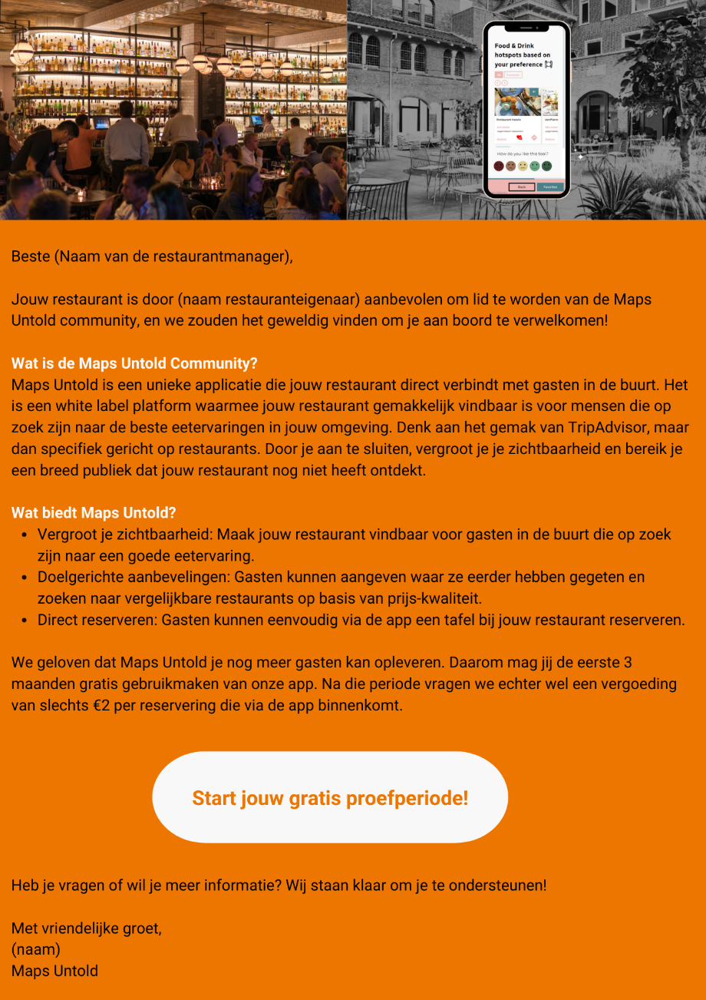 Food & Drink
hotspots based on
your preference
Restaurant hasulo
How do you like this tool?
Back
Favorites
Beste (Naam van de restaurantmanager),
Jouw restaurant is door (naam restauranteigenaar) aanbevolen om lid te worden van de Maps
Untold community, en we zouden het geweldig vinden om je aan boord te verwelkomen!
Wat is de Maps Untold Community?
Maps Untold is een unieke applicatie die jouw restaurant direct verbindt met gasten in de buurt. Het
is een white label platform waarmee jouw restaurant gemakkelijk vindbaar is voor mensen die op
zoek zijn naar de beste eetervaringen in jouw omgeving. Denk aan het gemak van TripAdvisor, maar
dan specifiek gericht op restaurants. Door je aan te sluiten, vergroot je je zichtbaarheid en bereik je
een breed publiek dat jouw restaurant nog niet heeft ontdekt.
Wat biedt Maps Untold?
• Vergroot je zichtbaarheid: Maak jouw restaurant vindbaar voor gasten in de buurt die op zoek
zijn naar een goede eetervaring.
• Doelgerichte aanbevelingen: Gasten kunnen aangeven waar ze eerder hebben gegeten en
zoeken naar vergelijkbare restaurants op basis van prijs-kwaliteit.
• Direct reserveren: Gasten kunnen eenvoudig via de app een tafel bij jouw restaurant reserveren.
We geloven dat Maps Untold je nog meer gasten kan opleveren. Daarom mag jij de eerste 3
maanden gratis gebruikmaken van onze app. Na die periode vragen we echter wel een vergoeding
van slechts €2 per reservering die via de app binnenkomt.
Start jouw gratis proefperiode!
Heb je vragen of wil je meer informatie? Wij staan klaar om je te ondersteunen!
Met vriendelijke groet,
(naam)
Maps Untold